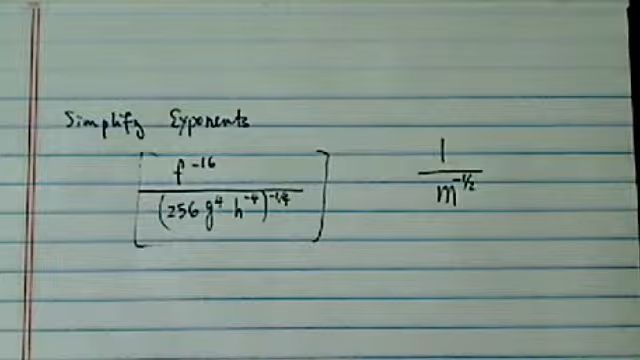 Simplify Exponents
[ f^-16 / (256 g^4 h^-4)^-1/4 ] 1 / m^-1/2